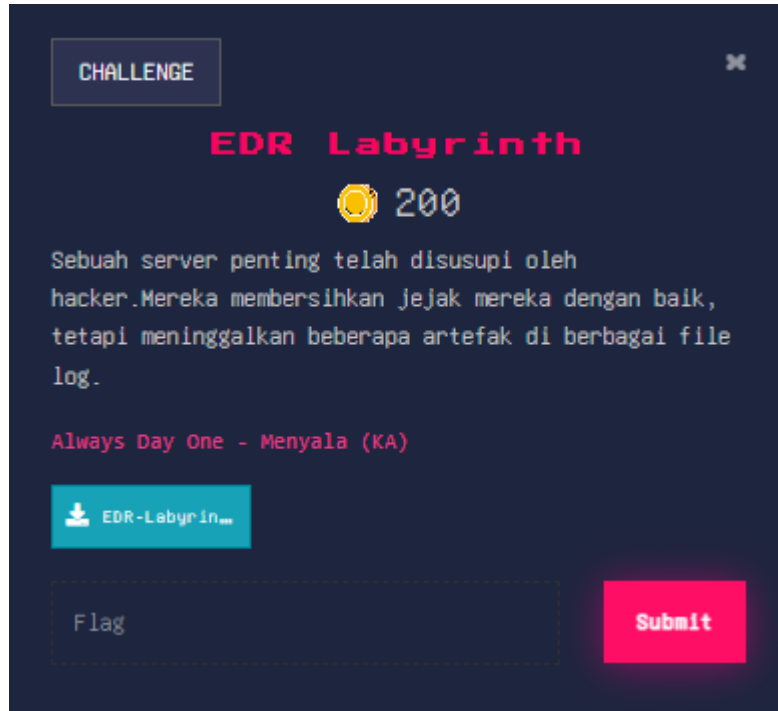 CHALLENGE
✖
EDR Labyrinth
200
Sebuah server penting telah disusupi oleh
hacker.Mereka membersihkan jejak mereka dengan baik,
tetapi meninggalkan beberapa artefak di berbagai file
log.
Always Day One - Menyala (KA)
EDR-Labyrin…
Flag
Submit